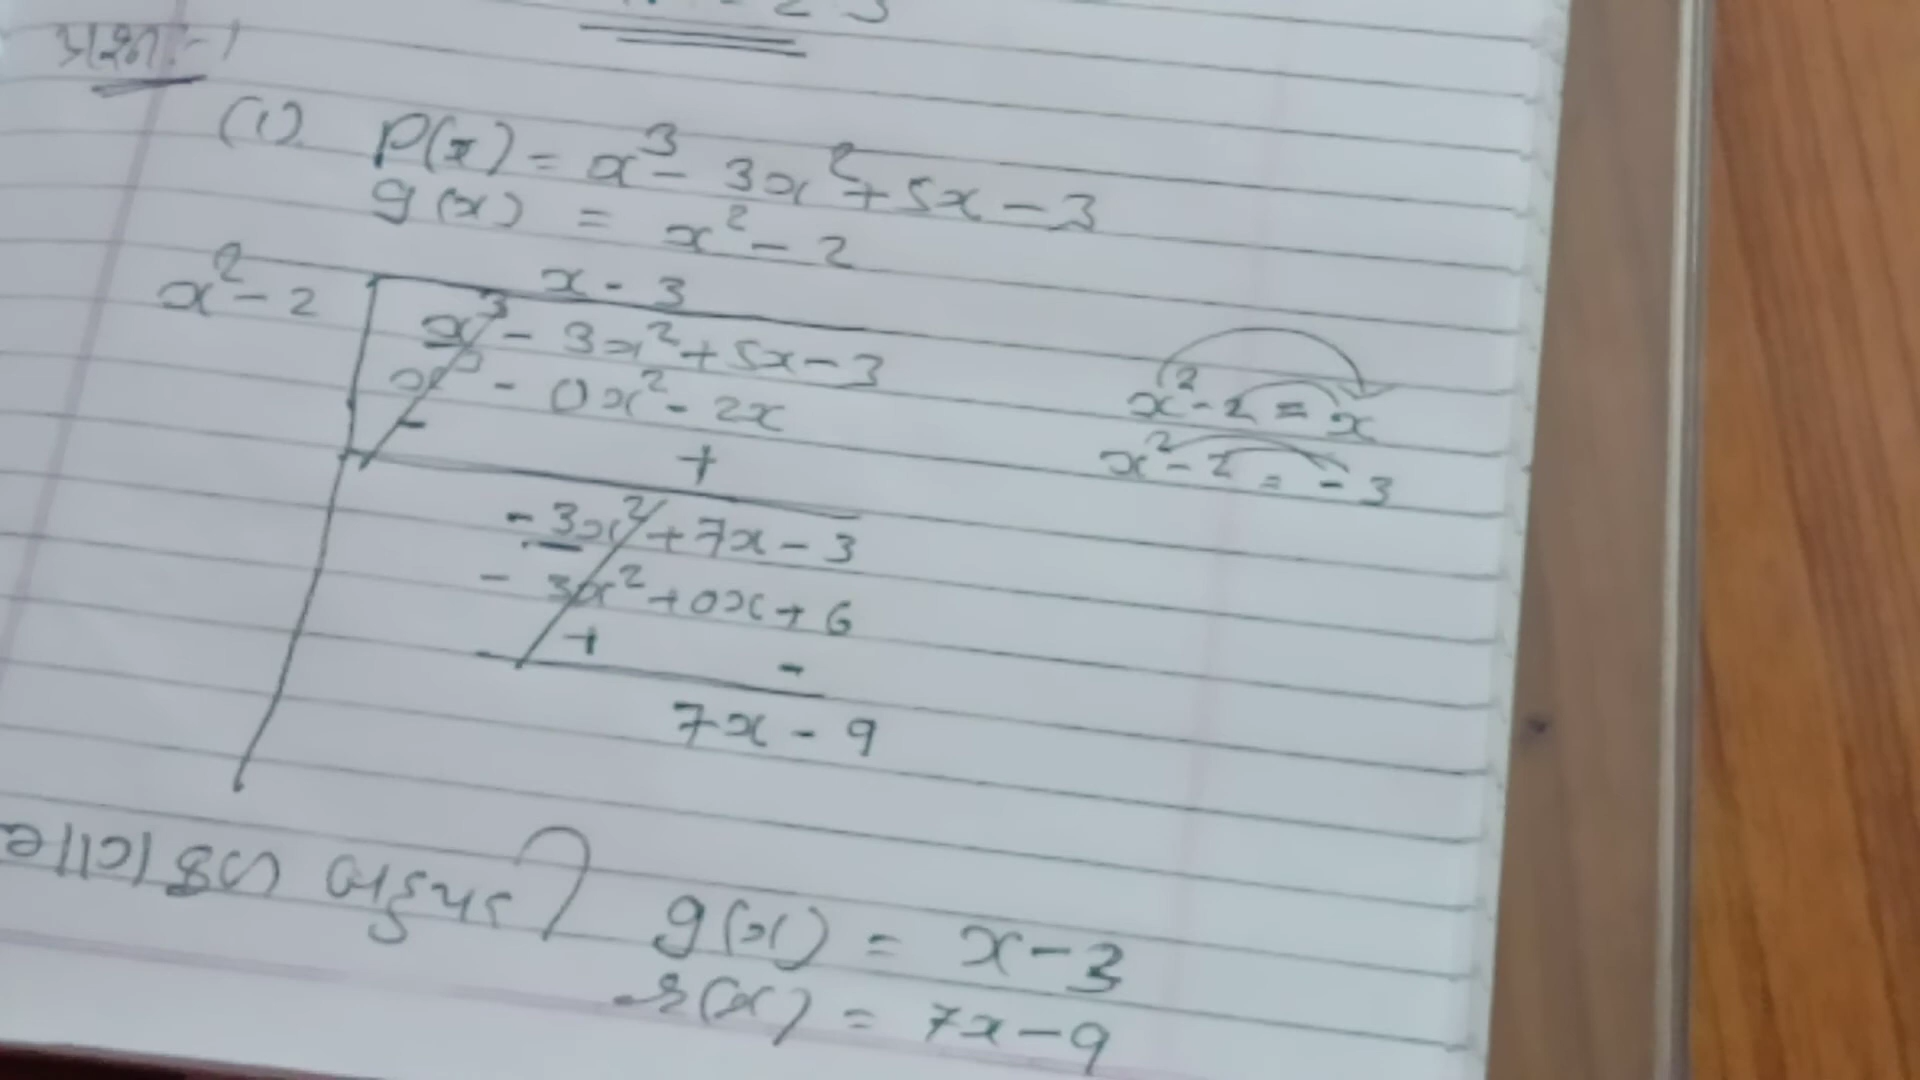 प्रश्न:-1
(1) P(x) = x³ - 3x² + 5x - 3
g(x) = x² - 2
x - 3
x² - 2
x³ - 3x² + 5x - 3
x³ - 0x² - 2x
- +
x² - 2 = x
x² - 2 = - 3
- 3x² + 7x - 3
- 3x² + 0x + 6
+ -
7x - 9
g(x) = x - 3
r(x) = 7x - 9